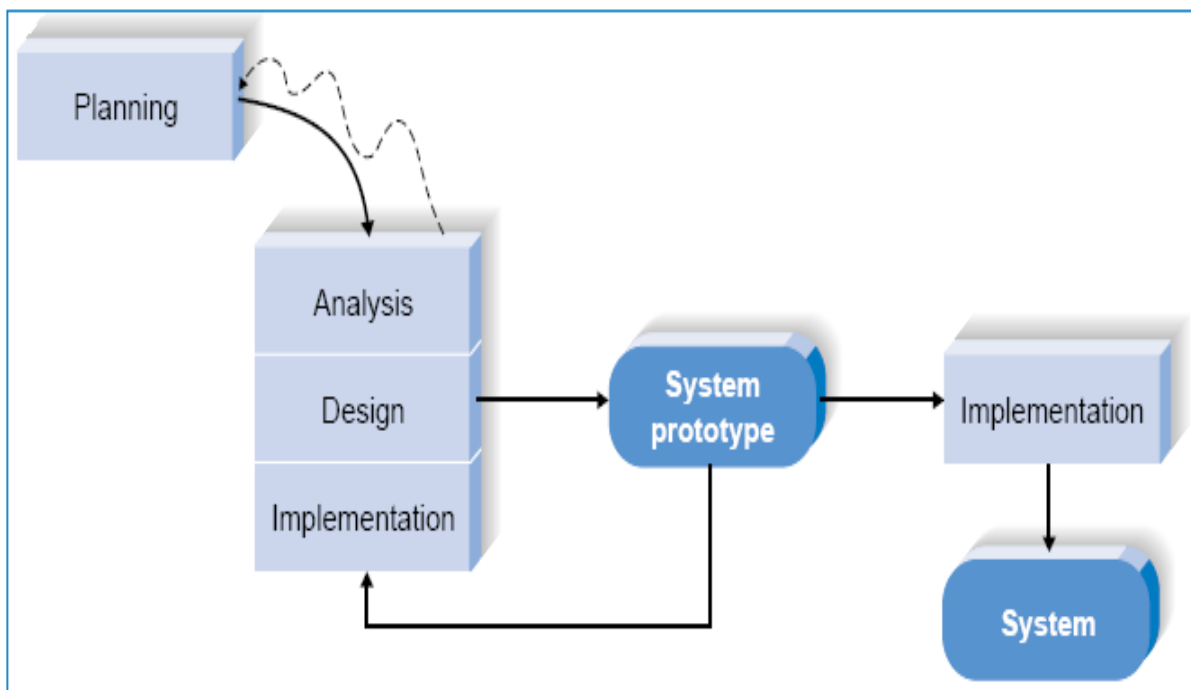 Planning
Analysis
Design
Implementation
System
prototype
Implementation
System